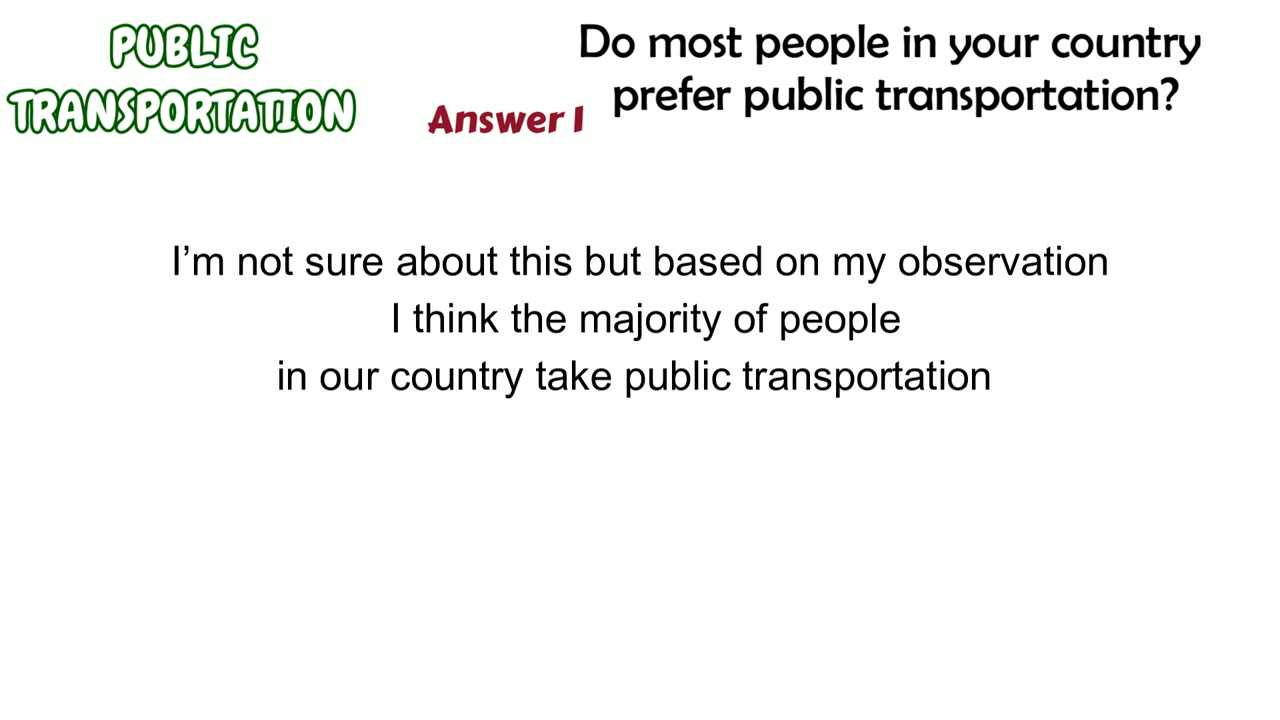 PUBLIC
TRANSPORTATION
Do most people in your country
prefer public transportation?
Answer 1
I’m not sure about this but based on my observation
I think the majority of people
in our country take public transportation